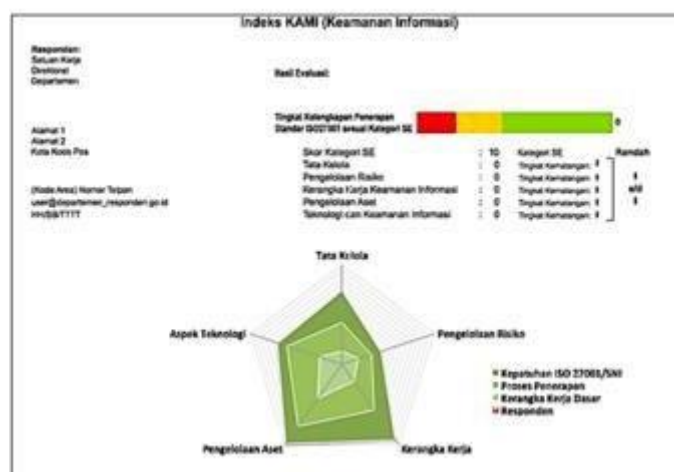 Indeks KAMI (Keamanan Informasi)
Responden:
Satuan Kerja
Direktorat
Departemen
Alamat 1
Alamat 2
Kota Kode Pos
(Kode Area) Nomor Telpon
user@departemen_responden.go.id
HH/BB/TTTT
Hasil Evaluasi:
Tingkat Kelengkapan Penerapan
Standar ISO27001 sesuai Kategori SE 0
Skor Kategori SE : 10 Kategori SE Rendah
Tata Kelola : 0 Tingkat Kematangan: I
Pengelolaan Risiko : 0 Tingkat Kematangan: I I
Kerangka Kerja Keamanan Informasi : 0 Tingkat Kematangan: I s/d
Pengelolaan Aset : 0 Tingkat Kematangan: I I
Teknologi dan Keamanan Informasi : 0 Tingkat Kematangan: I
Tata Kelola
Aspek Teknologi
Pengelolaan Risiko
Kepatuhan ISO 27001/SNI
Proses Penerapan
Kerangka Kerja Dasar
Responden
Pengelolaan Aset
Kerangka Kerja